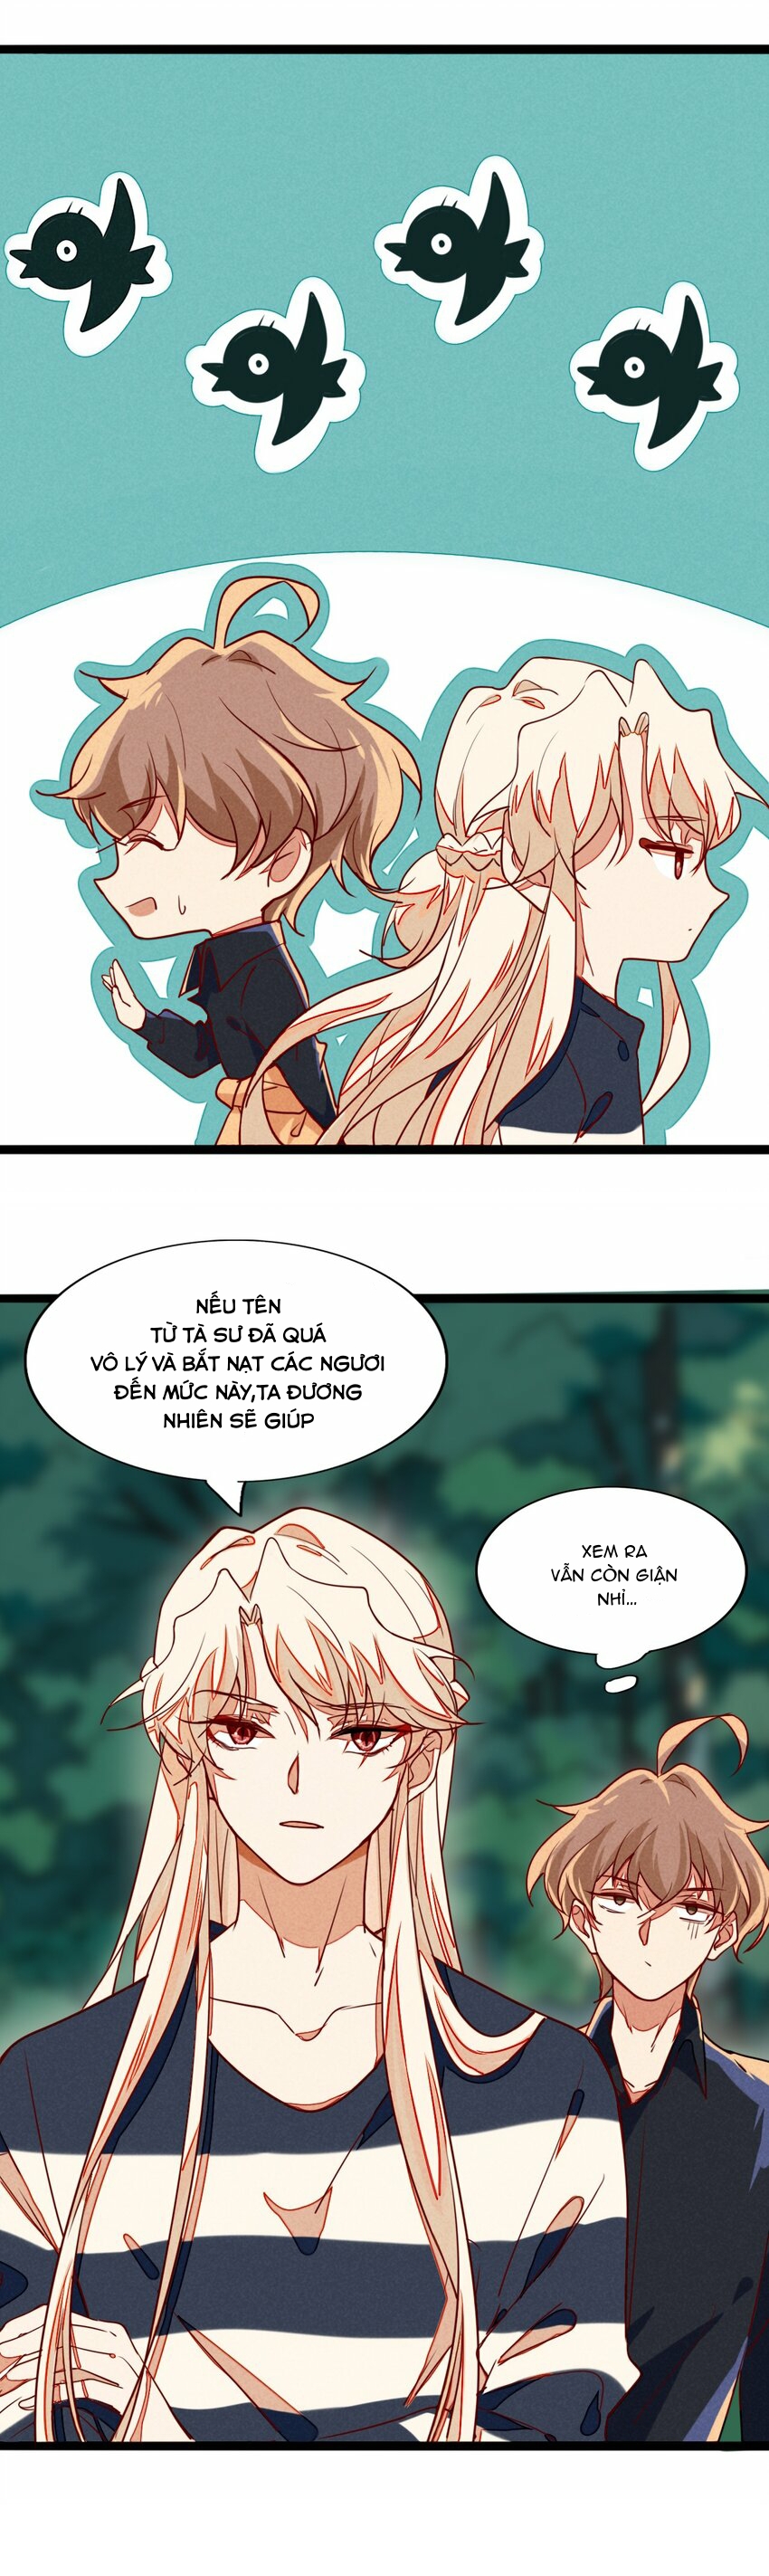 NẾU TÊN
TỪ TÀ SƯ ĐÃ QUÁ
VÔ LÝ VÀ BẮT NẠT CÁC NGƯƠI
ĐẾN MỨC NÀY,TA ĐƯƠNG
NHIÊN SẼ GIÚP
XEM RA
VẪN CÒN GIẬN
NHỈ...